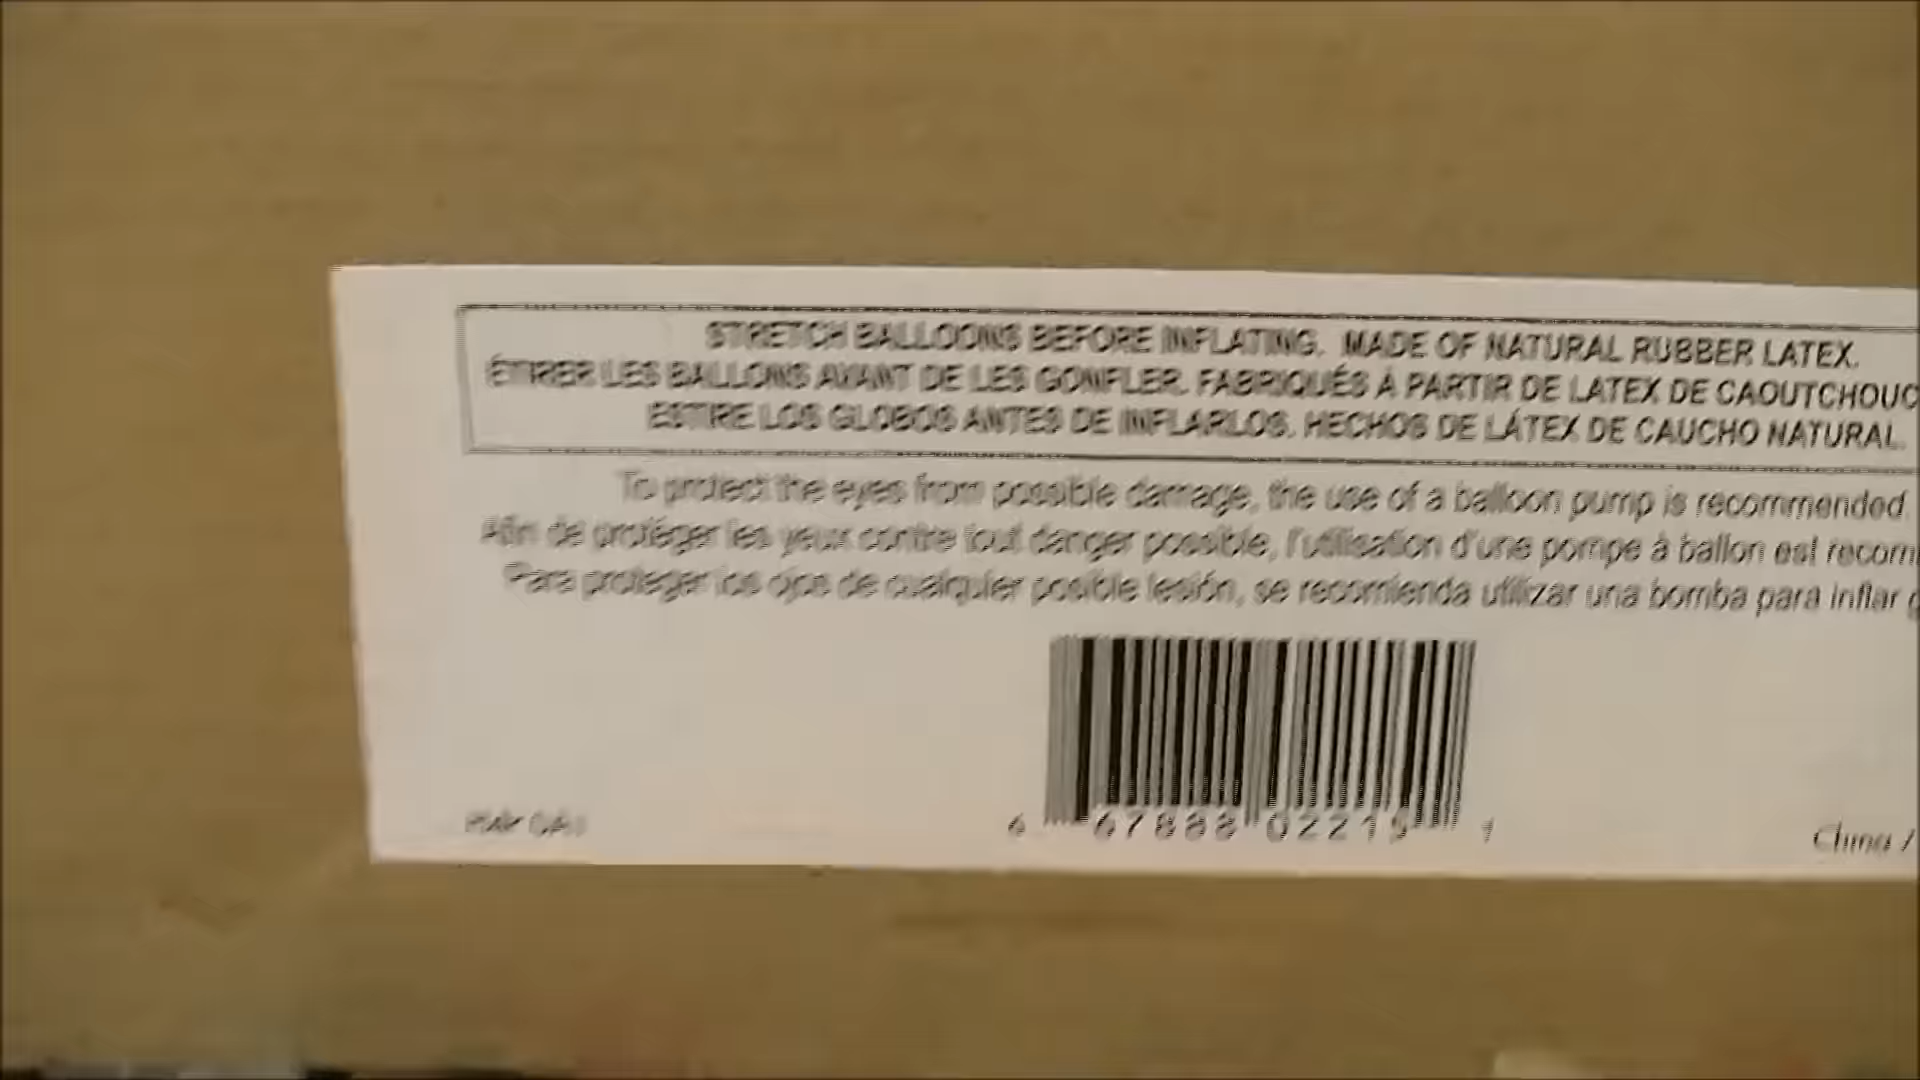 STRETCH BALLOONS BEFORE INFLATING. MADE OF NATURAL RUBBER LATEX.
ÉTIRER LES BALLONS AVANT DE LES GONFLER. FABRIQUÉS À PARTIR DE LATEX DE CAOUTCHOUC
ESTIRE LOS GLOBOS ANTES DE INFLARLOS. HECHOS DE LÁTEX DE CAUCHO NATURAL.
To protect the eyes from possible damage, the use of a balloon pump is recommended.
Afin de protéger les yeux contre tout danger possible, l'utilisation d'une pompe à ballon est recom
Para proteger los ojos de cualquier posible lesión, se recomienda utilizar una bomba para inflar g
6 67888 02215 1
China /